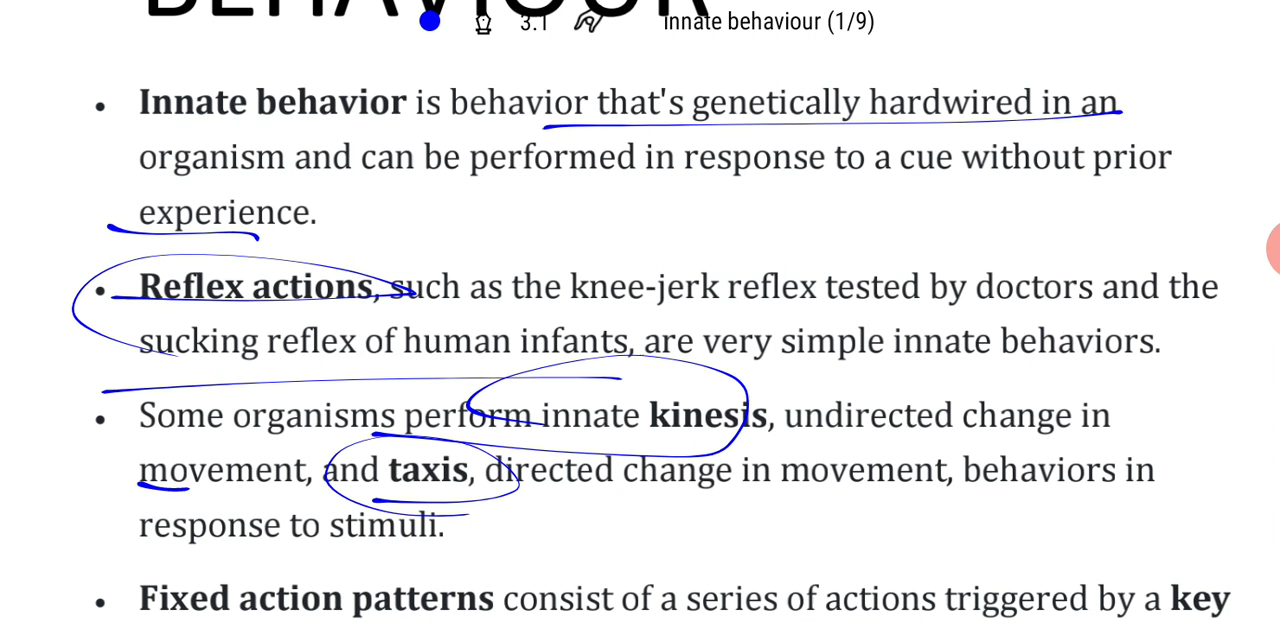 BEHAVIOUR
3.1 Innate behaviour (1/9)
• Innate behavior is behavior that's genetically hardwired in an
organism and can be performed in response to a cue without prior
experience.
• Reflex actions, such as the knee-jerk reflex tested by doctors and the
sucking reflex of human infants, are very simple innate behaviors.
• Some organisms perform innate kinesis, undirected change in
movement, and taxis, directed change in movement, behaviors in
response to stimuli.
• Fixed action patterns consist of a series of actions triggered by a key